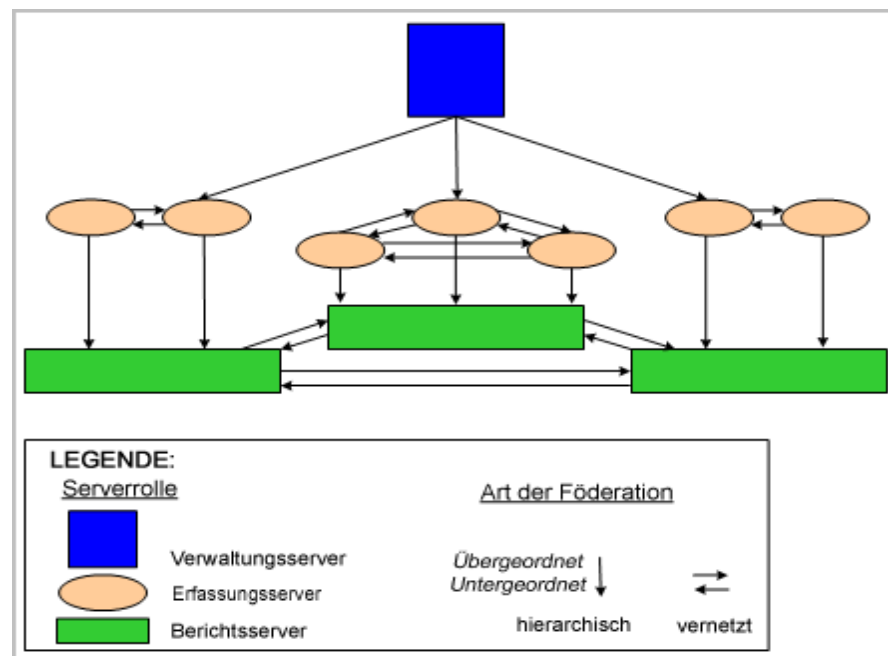 LEGENDE:
Serverrolle
Art der Föderation
Verwaltungsserver
Übergeordnet
Untergeordnet
Erfassungsserver
hierarchisch
vernetzt
Berichtsserver